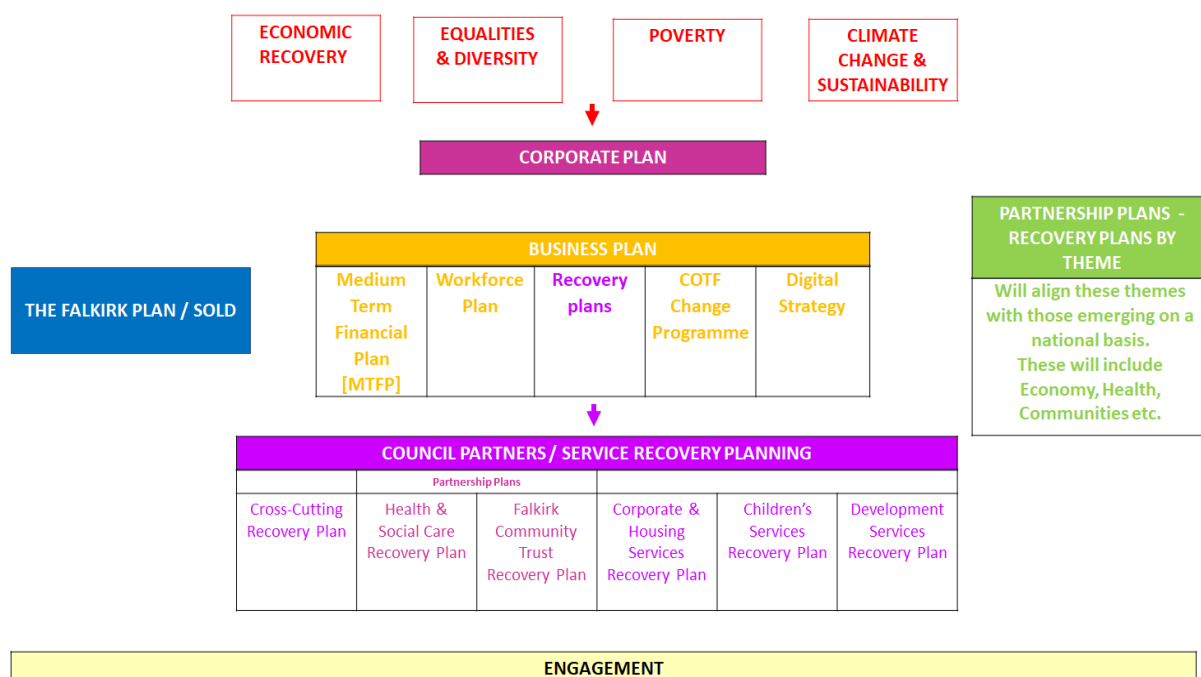 ECONOMIC
RECOVERY
EQUALITIES
& DIVERSITY
POVERTY
CLIMATE
CHANGE &
SUSTAINABILITY
CORPORATE PLAN
THE FALKIRK PLAN / SOLD
BUSINESS PLAN
Medium
Term
Financial
Plan
[MTFP]
Workforce
Plan
Recovery
plans
COTF
Change
Programme
Digital
Strategy
PARTNERSHIP PLANS -
RECOVERY PLANS BY
THEME
Will align these themes
with those emerging on a
national basis.
These will include
Economy, Health,
Communities etc.
COUNCIL PARTNERS / SERVICE RECOVERY PLANNING
Partnership Plans
Cross-Cutting
Recovery Plan
Health &
Social Care
Recovery Plan
Falkirk
Community
Trust
Recovery Plan
Corporate &
Housing
Services
Recovery Plan
Children's
Services
Recovery Plan
Development
Services
Recovery Plan
ENGAGEMENT